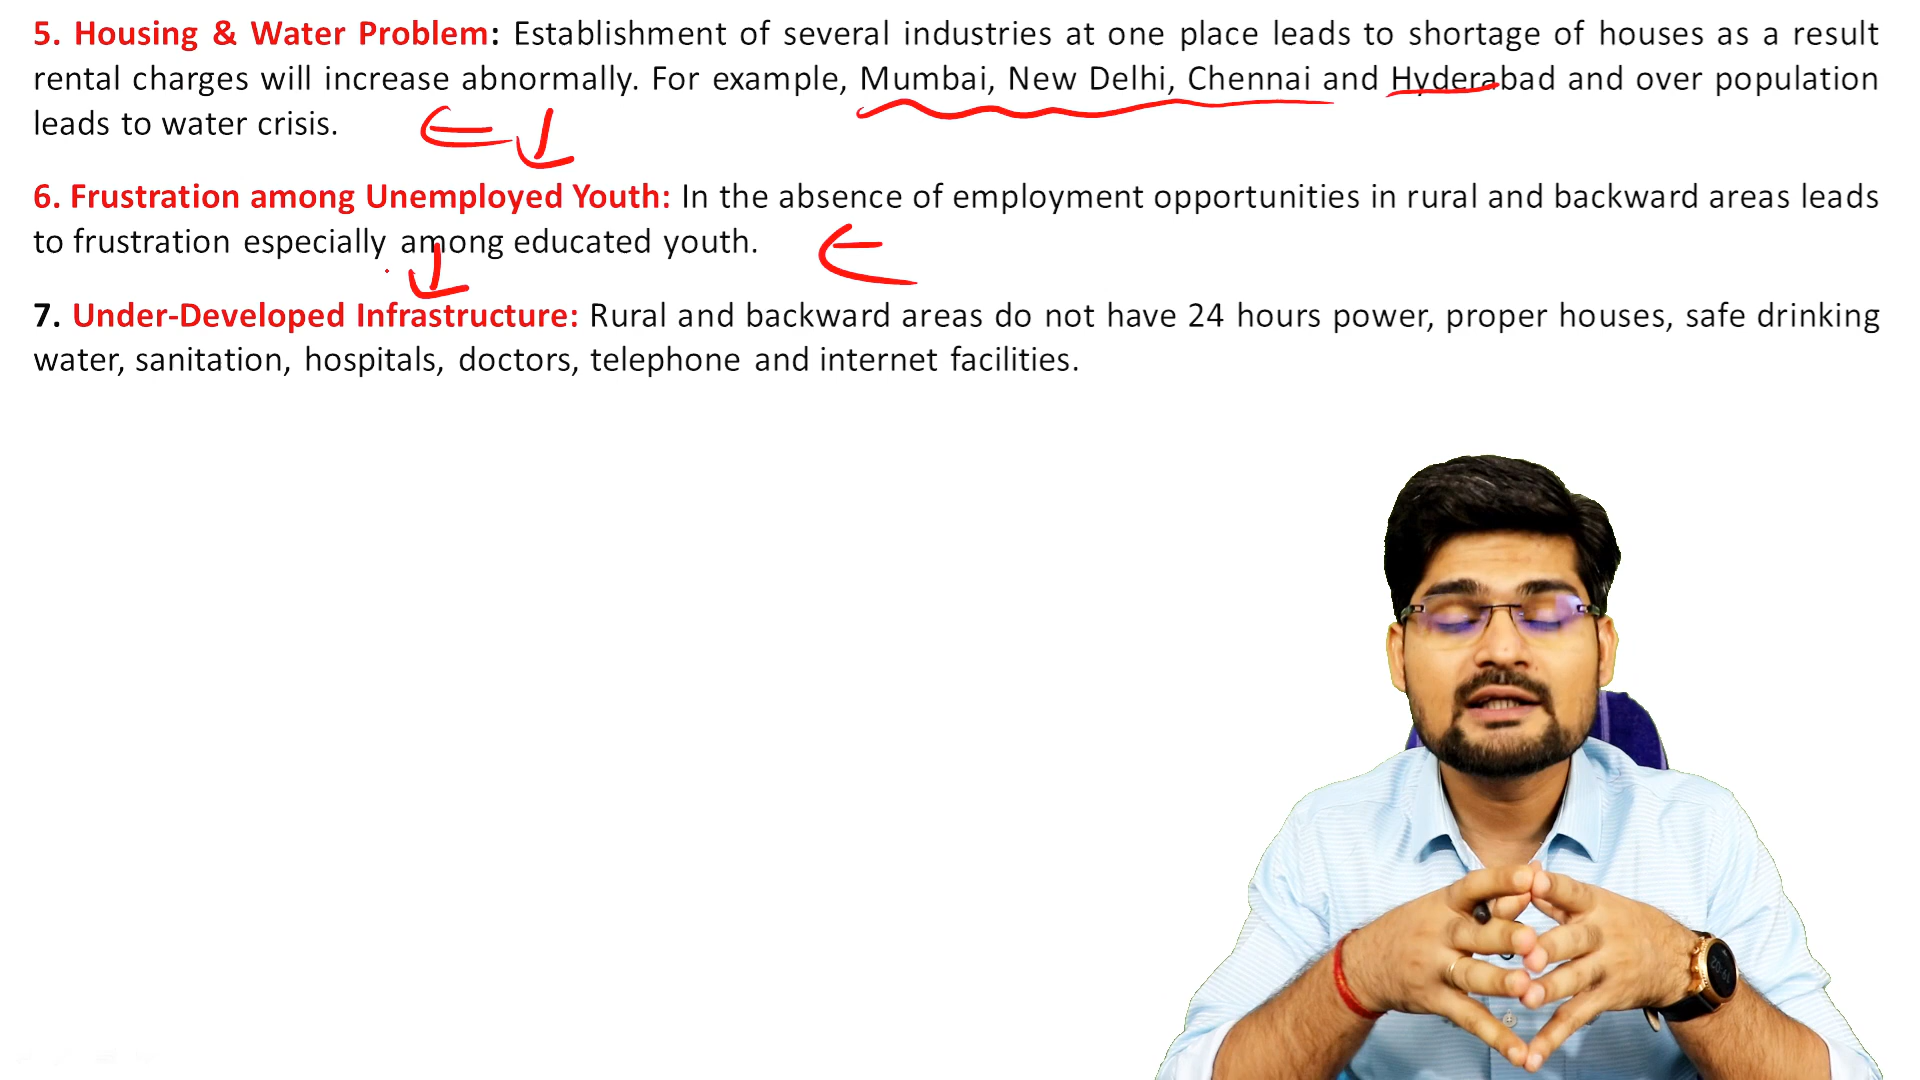 5. Housing & Water Problem: Establishment of several industries at one place leads to shortage of houses as a result
rental charges will increase abnormally. For example, Mumbai, New Delhi, Chennai and Hyderabad and over population
leads to water crisis.
6. Frustration among Unemployed Youth: In the absence of employment opportunities in rural and backward areas leads
to frustration especially among educated youth.
7. Under-Developed Infrastructure: Rural and backward areas do not have 24 hours power, proper houses, safe drinking
water, sanitation, hospitals, doctors, telephone and internet facilities.